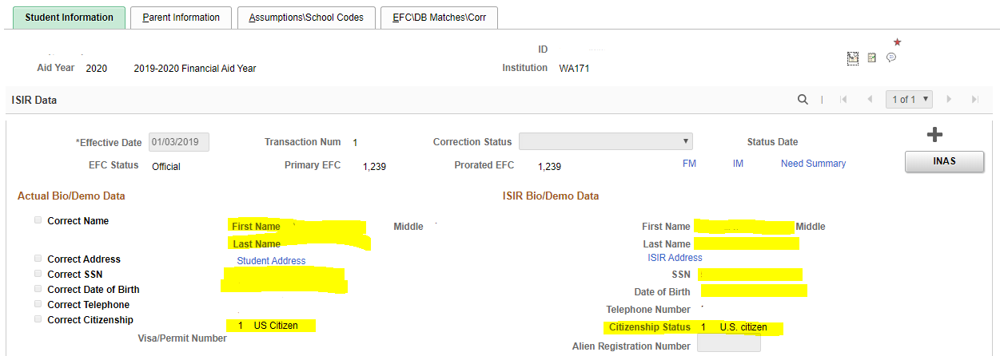 Student Information Parent Information Assumptions\School Codes EFC\DB Matches\Corr
ID
Aid Year 2020 2019-2020 Financial Aid Year Institution WA171
ISIR Data 1 of 1
*Effective Date 01/03/2019 Transaction Num 1 Correction Status Status Date
EFC Status Official Primary EFC 1,239 Prorated EFC 1,239 FM IM Need Summary INAS
Actual Bio/Demo Data ISIR Bio/Demo Data
Correct Name First Name Middle First Name Middle
Last Name Last Name
Correct Address Student Address ISIR Address
Correct SSN SSN
Correct Date of Birth Date of Birth
Correct Telephone Telephone Number
Correct Citizenship 1 US Citizen Citizenship Status 1 U.S. citizen
Visa/Permit Number Alien Registration Number